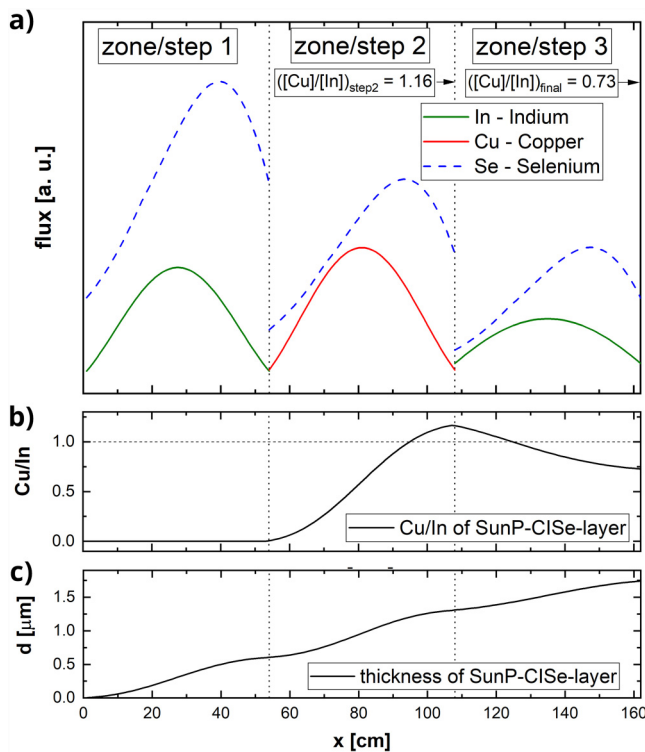 a)
zone/step 1
zone/step 2
zone/step 3
([Cu]/[In])step2 = 1.16
([Cu]/[In])final = 0.73
In - Indium
Cu - Copper
Se - Selenium
flux [a. u.]
b)
1.0
0.5
0.0
Cu/In
Cu/In of SunP-CISe-layer
c)
1.5
1.0
0.5
0.0
d [µm]
thickness of SunP-CISe-layer
0 20 40 60 80 100 120 140 160
x [cm]